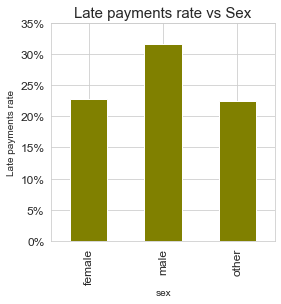 Late payments rate vs Sex
Late payments rate
35%
30%
25%
20%
15%
10%
5%
0%
female
male
other
sex